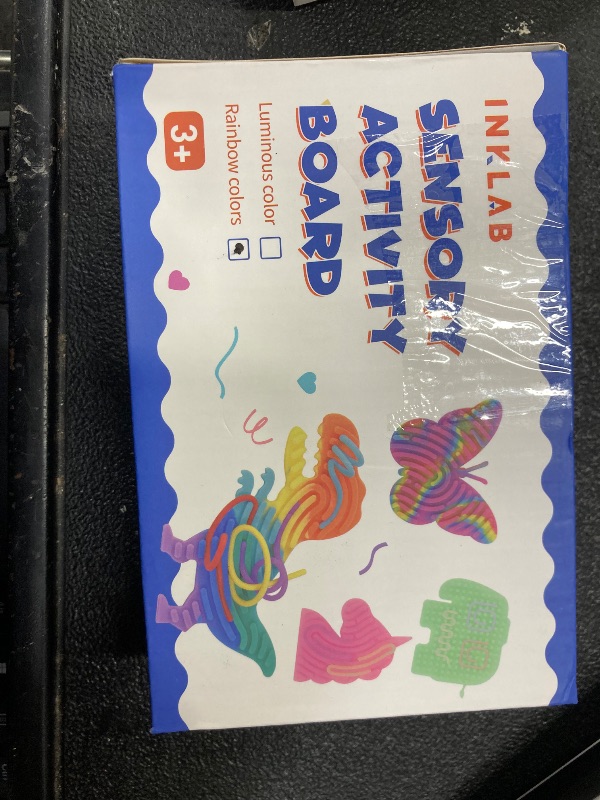 INKLAB
SENSORY
ACTIVITY
BOARD
Luminous color
Rainbow colors
3+